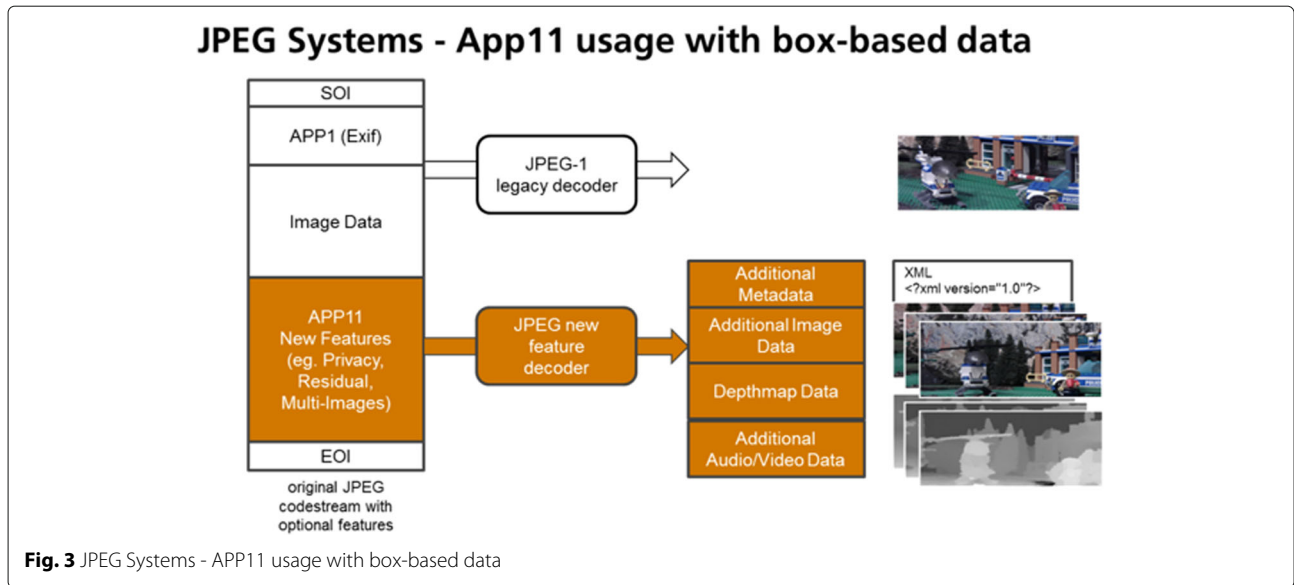 JPEG Systems - App11 usage with box-based data
SOI
APP1 (Exif)
Image Data
APP11
New Features
(eg. Privacy,
Residual,
Multi-Images)
EOI
original JPEG
codestream with
optional features
JPEG-1
legacy decoder
JPEG new
feature
decoder
Additional
Metadata
Additional Image
Data
Depthmap Data
Additional
Audio/Video Data
XML
<?xml version="1.0"?>
Fig. 3 JPEG Systems - APP11 usage with box-based data